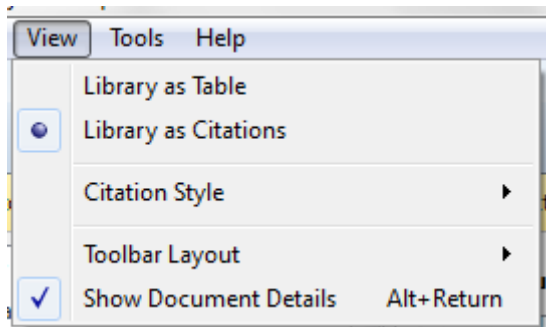 View Tools Help
Library as Table
Library as Citations
Citation Style
Toolbar Layout
Show Document Details Alt+Return